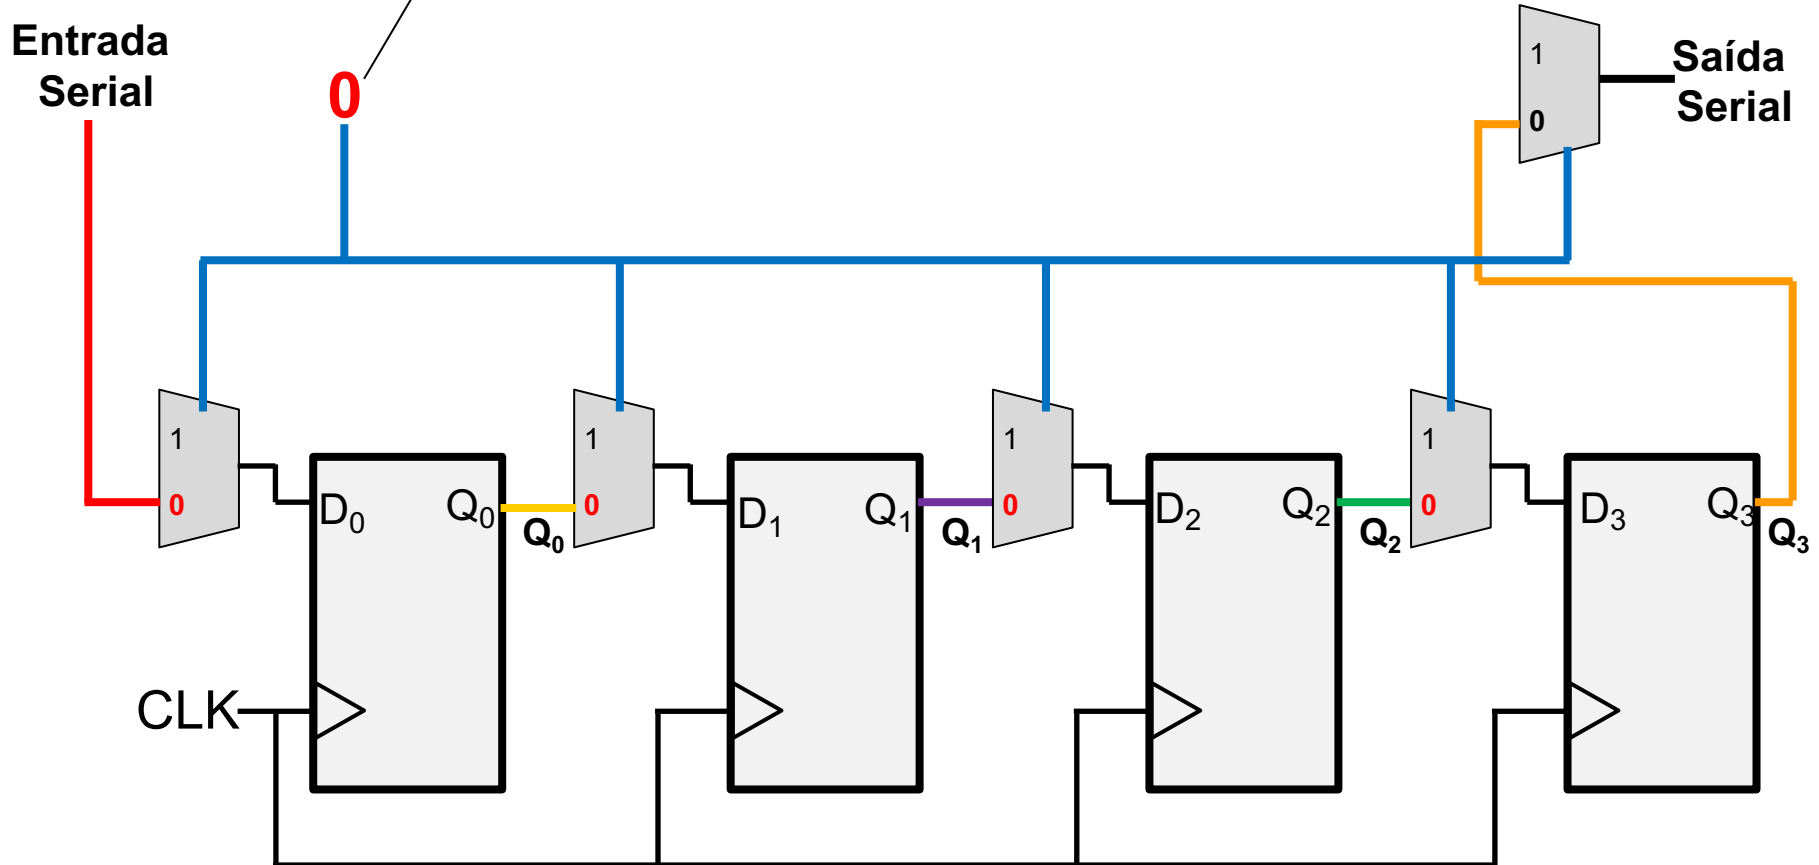 Entrada
Serial
0
1
0
Saída
Serial
1
0
D₀
Q₀
Q₀
1
0
D₁
Q₁
Q₁
1
0
D₂
Q₂
Q₂
1
0
D₃
Q₃
Q₃
CLK